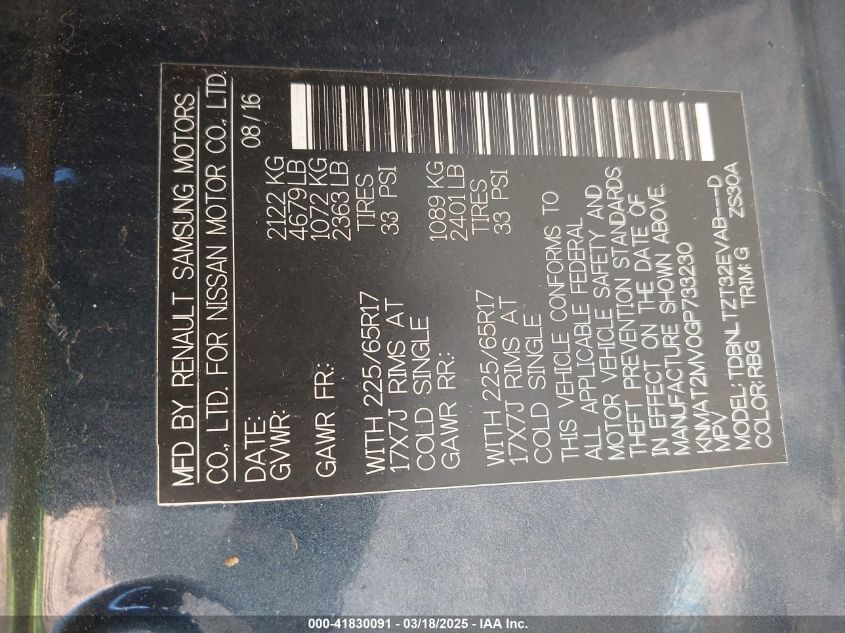 MFD BY RENAULT SAMSUNG MOTORS
CO., LTD. FOR NISSAN MOTOR CO., LTD.
DATE: 08/16
GVWR: 2122 KG
4679 LB
GAWR FR: 1072 KG
2363 LB
WITH 225/65R17 TIRES
17X7J RIMS AT 33 PSI
COLD SINGLE
GAWR RR: 1089 KG
2401 LB
WITH 225/65R17 TIRES
17X7J RIMS AT 33 PSI
COLD SINGLE
THIS VEHICLE CONFORMS TO
ALL APPLICABLE FEDERAL
MOTOR VEHICLE SAFETY AND
THEFT PREVENTION STANDARDS
IN EFFECT ON THE DATE OF
MANUFACTURE SHOWN ABOVE.
KNMAT2MV0GP733230
MPV
MODEL: TDBNLTZT32EVAB---D
COLOR: RBG TRIM: G ZS30A
000-41830091 - 03/18/2025 - IAA Inc.